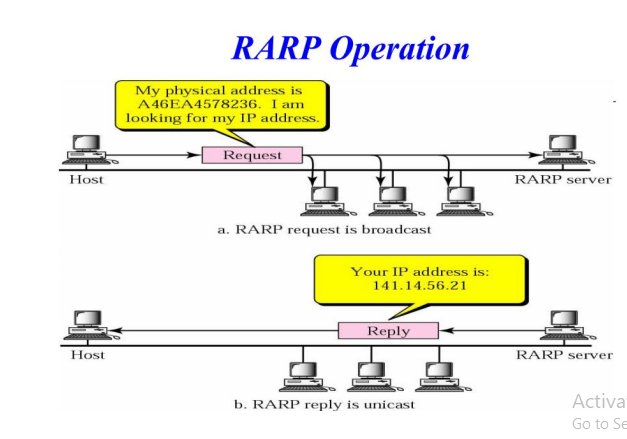 RARP Operation
My physical address is
A46EA4578236. I am
looking for my IP address.
Request
Host
RARP server
a. RARP request is broadcast
Your IP address is:
141.14.56.21
Reply
Host
RARP server
b. RARP reply is unicast
Activa
Go to Se